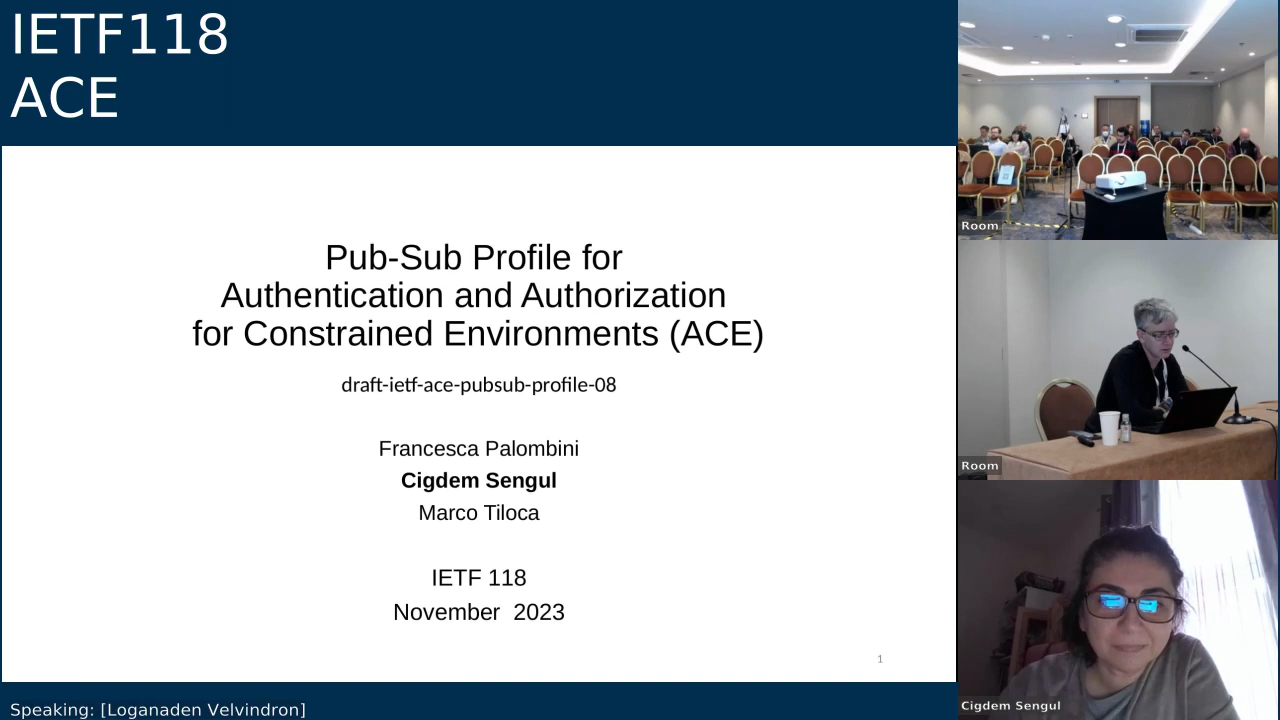 IETF118
ACE
Pub-Sub Profile for
Authentication and Authorization
for Constrained Environments (ACE)
draft-ietf-ace-pubsub-profile-08
Francesca Palombini
Cigdem Sengul
Marco Tiloca
IETF 118
November 2023
1
Speaking: [Loganaden Velvindron]
Room
Room
Cigdem Sengul